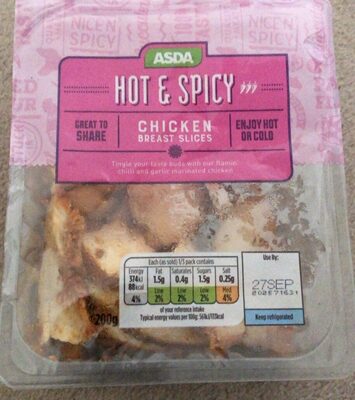 NICE N
SPICY
ASDA
HOT & SPICY
GREAT TO
SHARE
CHICKEN
BREAST SLICES
ENJOY HOT
OR COLD
Tingle your taste buds with our flamin'
chilli and garlic marinated chicken
Each (as sold) 1/3 pack contains
Energy Fat Saturates Sugars Salt
374kJ 1.5g 0.4g 1.5g 0.25g
88kcal Low Low Low Med
4% 2% 2% 2% 4%
of your reference intake
Typical energy values per 100g: 561kJ/133kcal
200g
Use By:
27SEP
Keep refrigerated